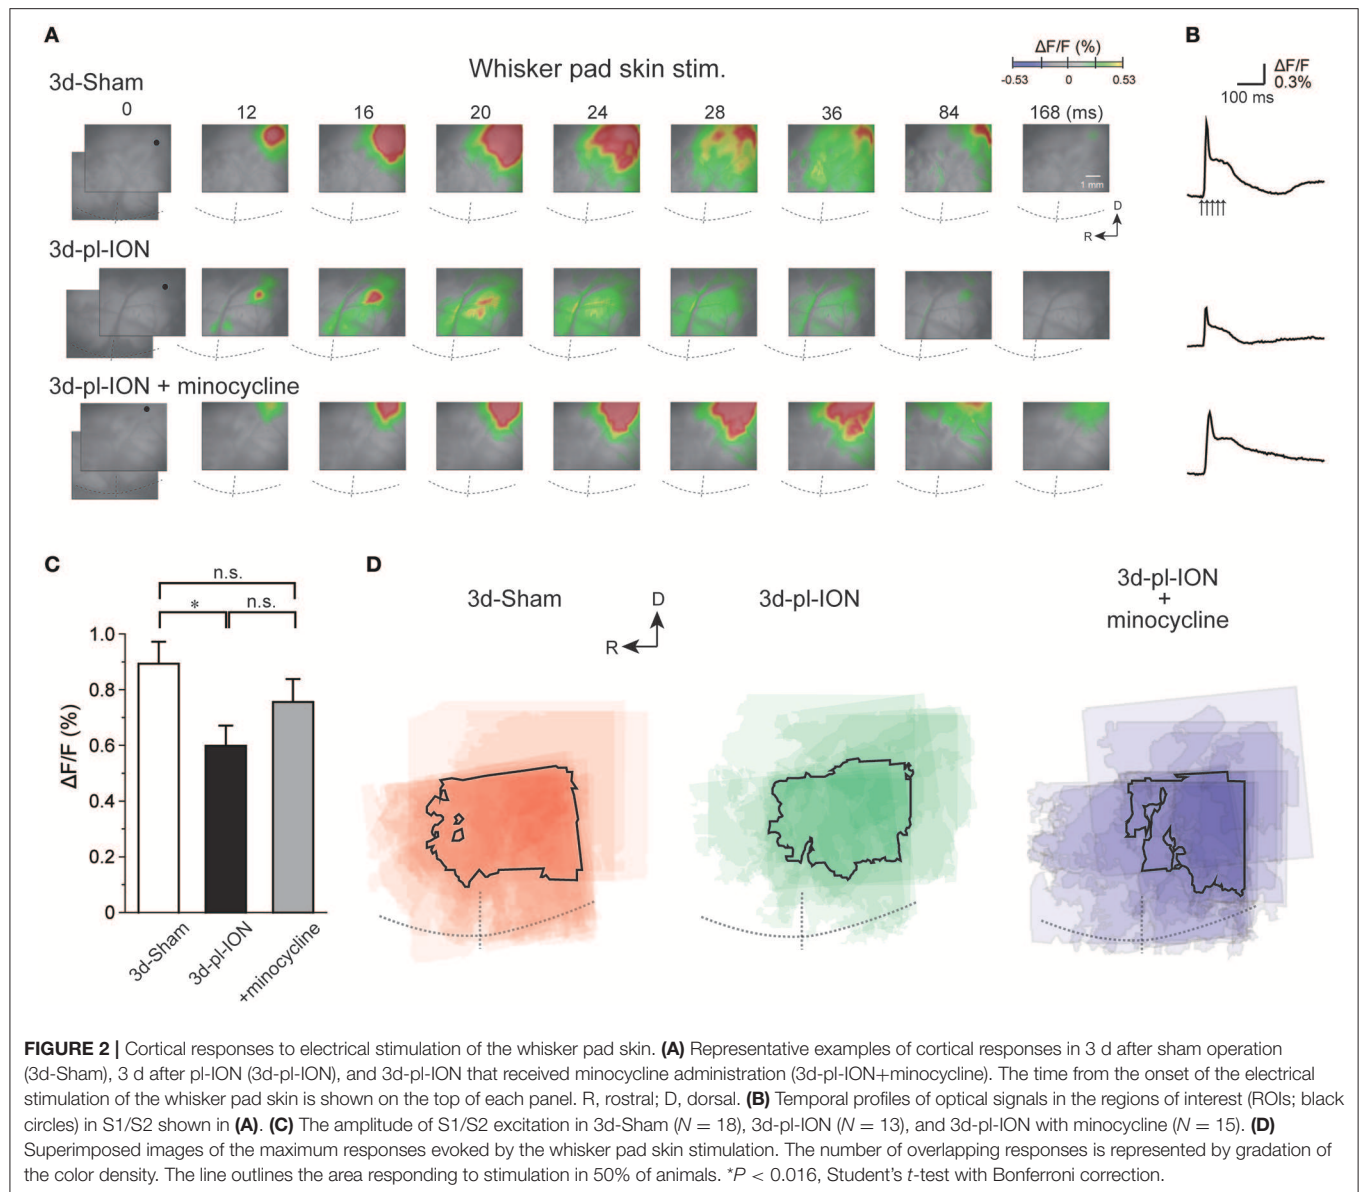 A
B
Whisker pad skin stim.
ΔF/F (%)
-0.53 0 0.53
ΔF/F
0.3%
100 ms
3d-Sham
0 12 16 20 24 28 36 84 168 (ms)
1 mm
D
R
3d-pl-ION
3d-pl-ION + minocycline
C
n.s.
* n.s.
ΔF/F (%)
1.0
0.8
0.6
0.4
0.2
0
3d-Sham
3d-pl-ION
+minocycline
D
3d-Sham
D
R
3d-pl-ION
3d-pl-ION
+
minocycline
FIGURE 2 | Cortical responses to electrical stimulation of the whisker pad skin. (A) Representative examples of cortical responses in 3 d after sham operation
(3d-Sham), 3 d after pl-ION (3d-pl-ION), and 3d-pl-ION that received minocycline administration (3d-pl-ION+minocycline). The time from the onset of the electrical
stimulation of the whisker pad skin is shown on the top of each panel. R, rostral; D, dorsal. (B) Temporal profiles of optical signals in the regions of interest (ROIs; black
circles) in S1/S2 shown in (A). (C) The amplitude of S1/S2 excitation in 3d-Sham (N = 18), 3d-pl-ION (N = 13), and 3d-pl-ION with minocycline (N = 15). (D)
Superimposed images of the maximum responses evoked by the whisker pad skin stimulation. The number of overlapping responses is represented by gradation of
the color density. The line outlines the area responding to stimulation in 50% of animals. *P < 0.016, Student's t-test with Bonferroni correction.